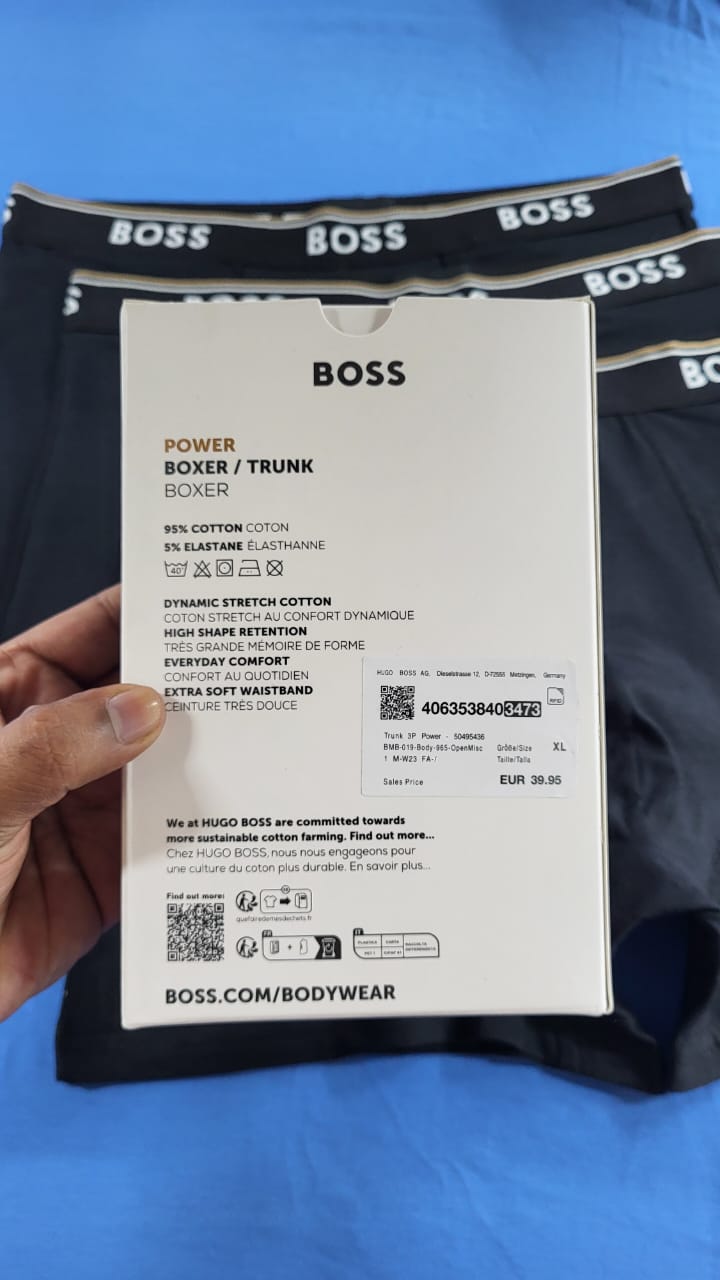 BOSS BOSS BOSS
BOSS
BOSS
POWER
BOXER / TRUNK
BOXER
95% COTTON COTON
5% ELASTANE ÉLASTHANNE
40°
DYNAMIC STRETCH COTTON
COTON STRETCH AU CONFORT DYNAMIQUE
HIGH SHAPE RETENTION
TRÈS GRANDE MÉMOIRE DE FORME
EVERYDAY COMFORT
CONFORT AU QUOTIDIEN
EXTRA SOFT WAISTBAND
CEINTURE TRÈS DOUCE
HUGO BOSS AG, Dieselstrasse 12, D-72555 Metzingen, Germany
4063538403473
RFID
Trunk 3P Power - 50495436
BMB-019-Body-965-OpenMisc Größe/Size XL
1 M-W23 FA-/ Taille/Talla
Sales Price EUR 39.95
We at HUGO BOSS are committed towards
more sustainable cotton farming. Find out more...
Chez HUGO BOSS, nous nous engageons pour
une culture du coton plus durable. En savoir plus...
Find out more:
quefairedemesdechets.fr
FR
IT
BOSS.COM/BODYWEAR